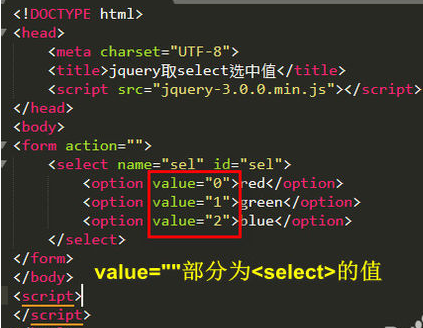 <!DOCTYPE html>
<head>
<meta charset="UTF-8">
<title>jquery取select选中值</title>
<script src="jquery-3.0.0.min.js"></script>
</head>
<body>
<form action="">
<select name="sel" id="sel">
<option value="0">red</option>
<option value="1">green</option>
<option value="2">blue</option>
</select>
</form>
</body>
value=""部分为<select>的值
<script>
</script>